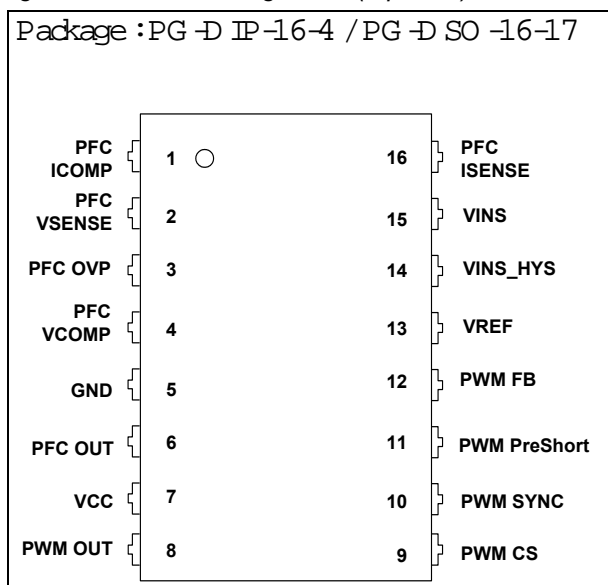 Package :PG-DIP-16-4 / PG-DSO-16-17
PFC ICOMP 1 16 PFC ISENSE
PFC VSENSE 2 15 VINS
PFC OVP 3 14 VINS_HYS
PFC VCOMP 4 13 VREF
GND 5 12 PWM FB
PFC OUT 6 11 PWM PreShort
VCC 7 10 PWM SYNC
PWM OUT 8 9 PWM CS